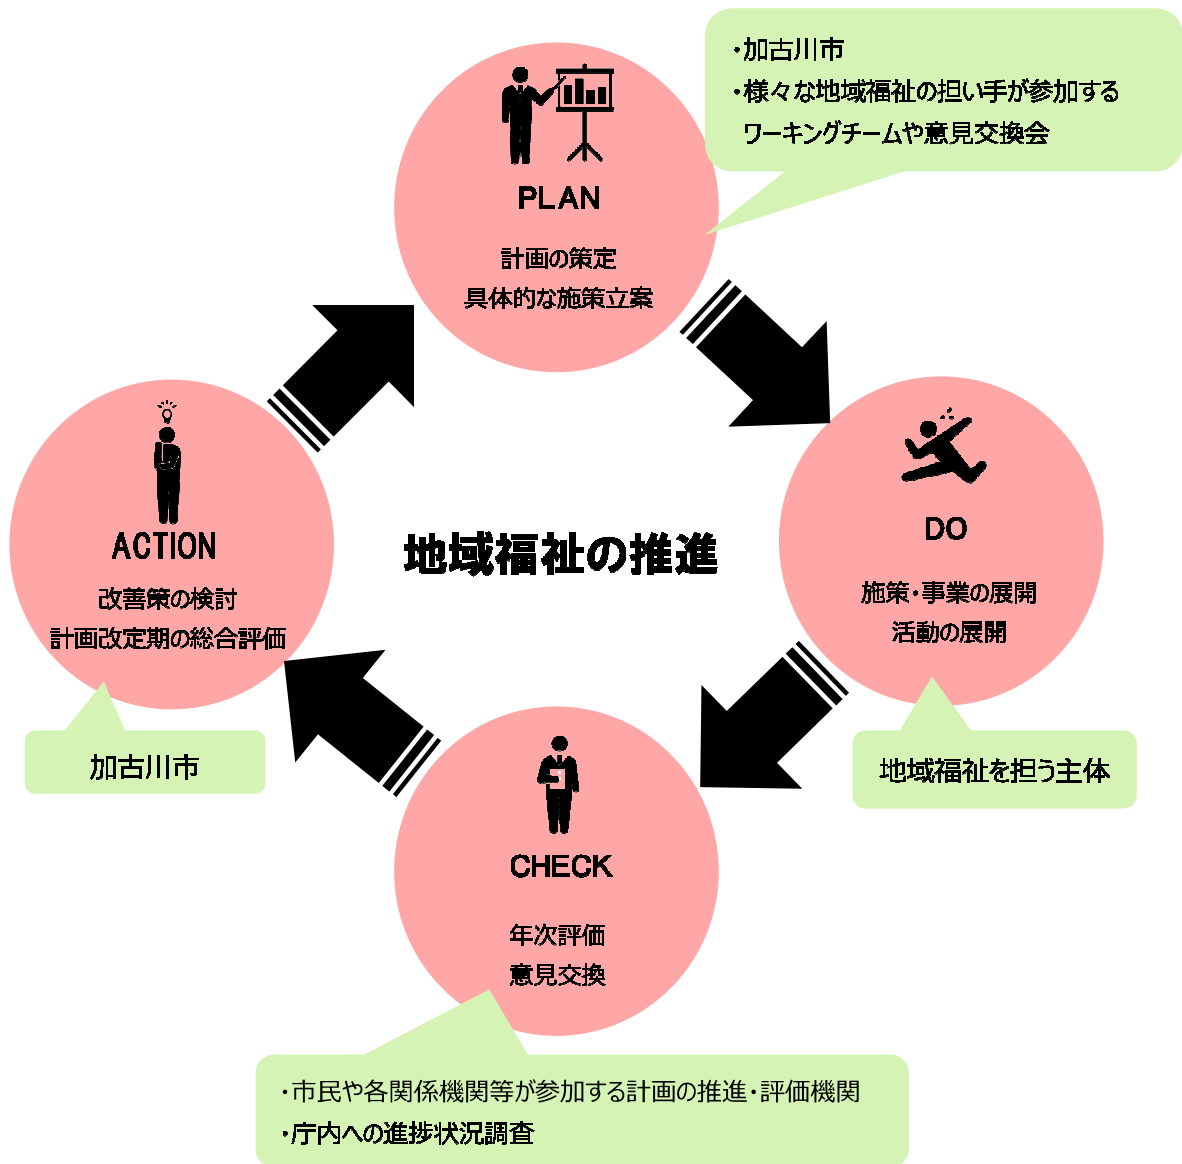 ・加古川市
・様々な地域福祉の担い手が参加する
ワーキングチームや意見交換会
PLAN
計画の策定
具体的な施策立案
DO
施策・事業の展開
活動の展開
地域福祉を担う主体
地域福祉の推進
ACTION
改善策の検討
計画改定期の総合評価
加古川市
CHECK
年次評価
意見交換
・市民や各関係機関等が参加する計画の推進・評価機関
・庁内への進捗状況調査